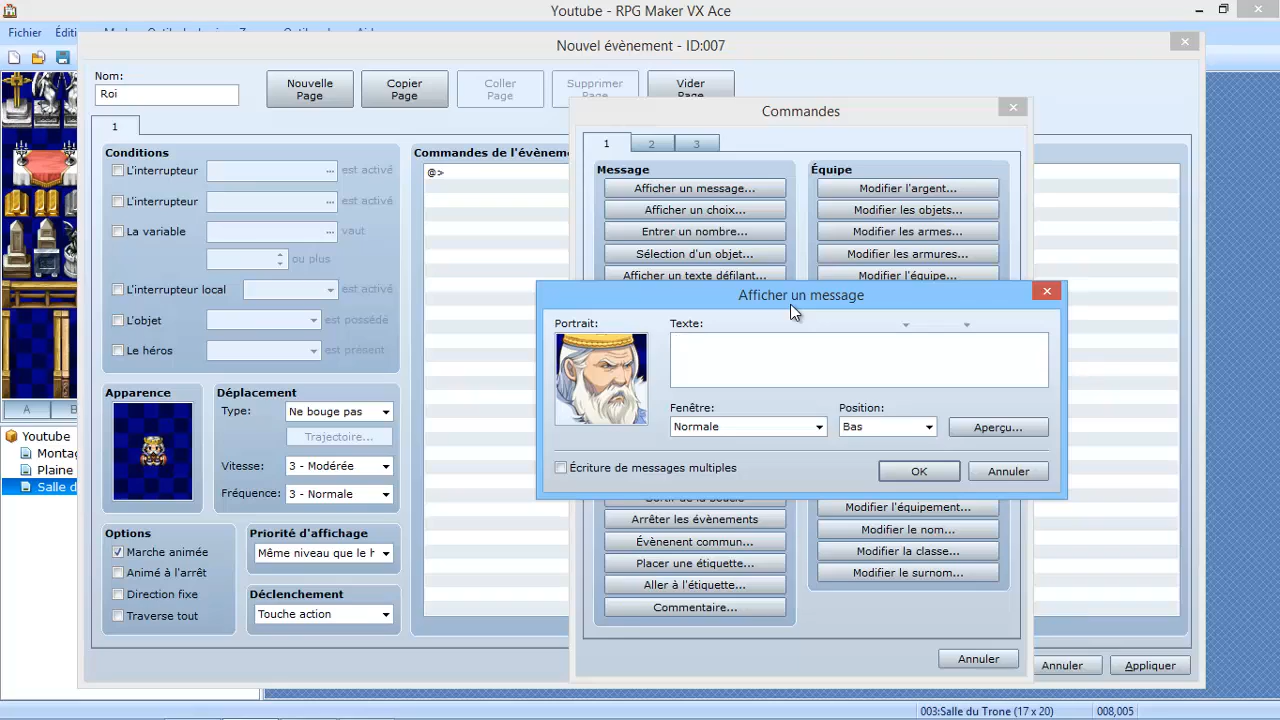 Youtube - RPG Maker VX Ace
Fichier
Nouvel évènement - ID:007
Nom:
Roi
Nouvelle
Page
Copier
Page
Coller
Page
Supprimer
Vider
Commandes
1
1 2 3
Conditions
L'interrupteur ... est activé
L'interrupteur ... est activé
La variable ... vaut
ou plus
L'interrupteur local est activé
L'objet est possédé
Le héros est présent
Commandes de l'évènem
@>
Message
Afficher un message...
Afficher un choix...
Entrer un nombre...
Sélection d'un objet...
Afficher un texte défilant...
Équipe
Modifier l'argent...
Modifier les objets...
Modifier les armes...
Modifier les armures...
Modifier l'équipe...
Afficher un message
Portrait:
Texte:
Fenêtre:
Normale
Position:
Bas
Aperçu...
Écriture de messages multiples
OK
Annuler
Apparence
Déplacement
Type: Ne bouge pas
Trajectoire...
Vitesse: 3 - Modérée
Fréquence: 3 - Normale
A
B
Youtube
Plaine
Salle d
Options
Marche animée
Animé à l'arrêt
Direction fixe
Traverse tout
Priorité d'affichage
Même niveau que le h
Déclenchement
Touche action
Arrêter les évènements
Évènenent commun...
Placer une étiquette...
Aller à l'étiquette...
Commentaire...
Modifier l'équipement...
Modifier le nom...
Modifier la classe...
Modifier le surnom...
Annuler
Annuler
Appliquer
003:Salle du Trone (17 x 20)
008,005